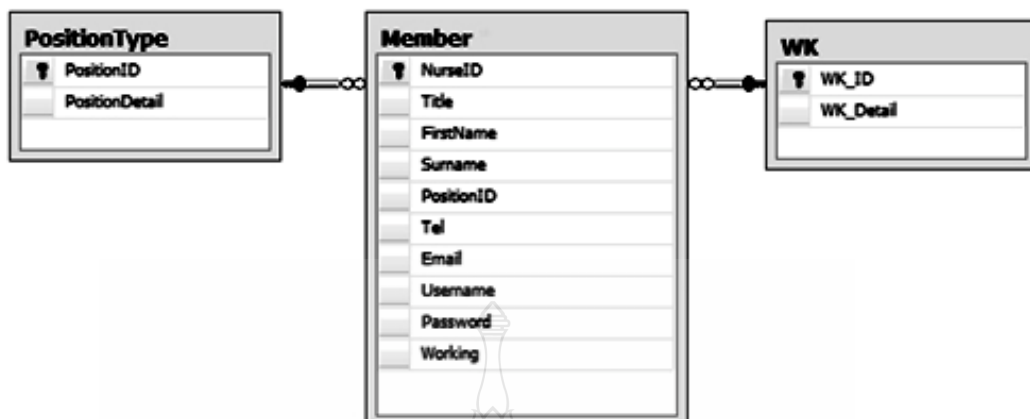 PositionType
PositionID
PositionDetail
Member
NurseID
Title
FirstName
Surname
PositionID
Tel
Email
Username
Password
Working
WK
WK_ID
WK_Detail